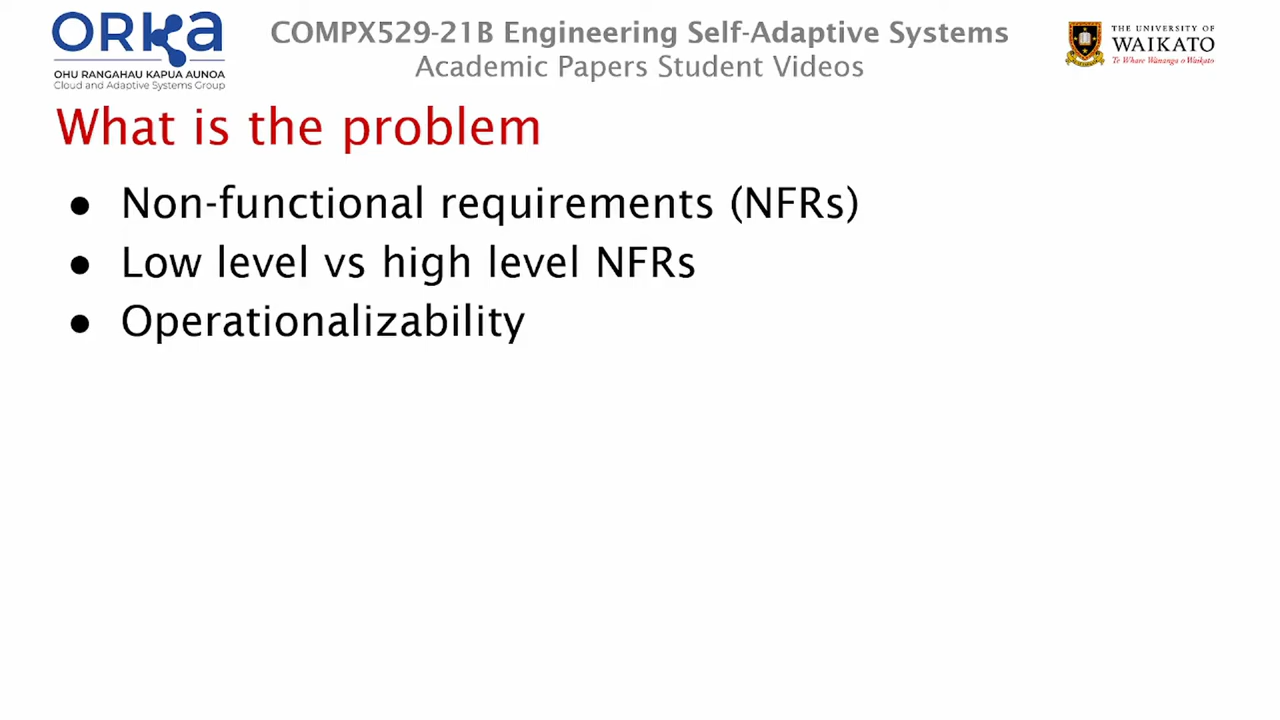 ORKA
OHU RANGAHAU KAPUA AUNOA
Cloud and Adaptive Systems Group
COMPX529-21B Engineering Self-Adaptive Systems
Academic Papers Student Videos
THE UNIVERSITY OF
WAIKATO
Te Whare Wānanga o Waikato
What is the problem
● Non-functional requirements (NFRs)
● Low level vs high level NFRs
● Operationalizability